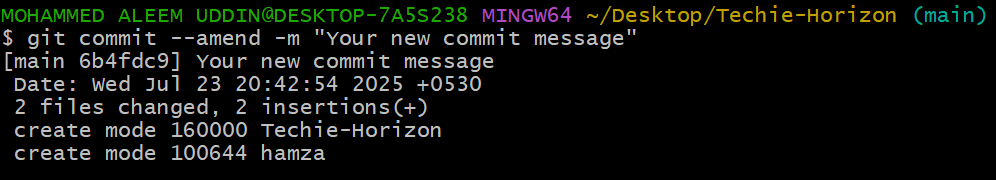 MOHAMMED ALEEM UDDIN@DESKTOP-7A5S238 MINGW64 ~/Desktop/Techie-Horizon (main)
$ git commit --amend -m "Your new commit message"
[main 6b4fdc9] Your new commit message
 Date: Wed Jul 23 20:42:54 2025 +0530
 2 files changed, 2 insertions(+)
 create mode 160000 Techie-Horizon
 create mode 100644 hamza